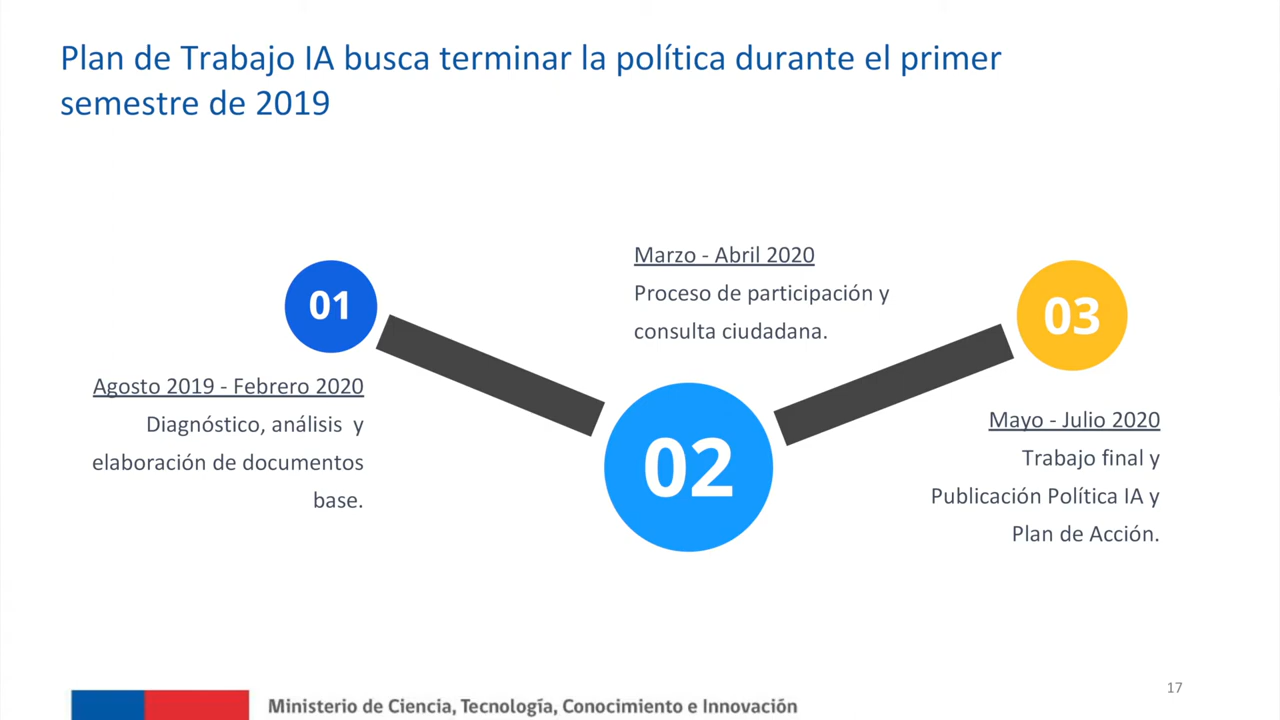 Plan de Trabajo IA busca terminar la política durante el primer
semestre de 2019
01
Agosto 2019 - Febrero 2020
Diagnóstico, análisis y
elaboración de documentos
base.
Marzo - Abril 2020
Proceso de participación y
consulta ciudadana.
02
03
Mayo - Julio 2020
Trabajo final y
Publicación Política IA y
Plan de Acción.
Ministerio de Ciencia, Tecnología, Conocimiento e Innovación
17